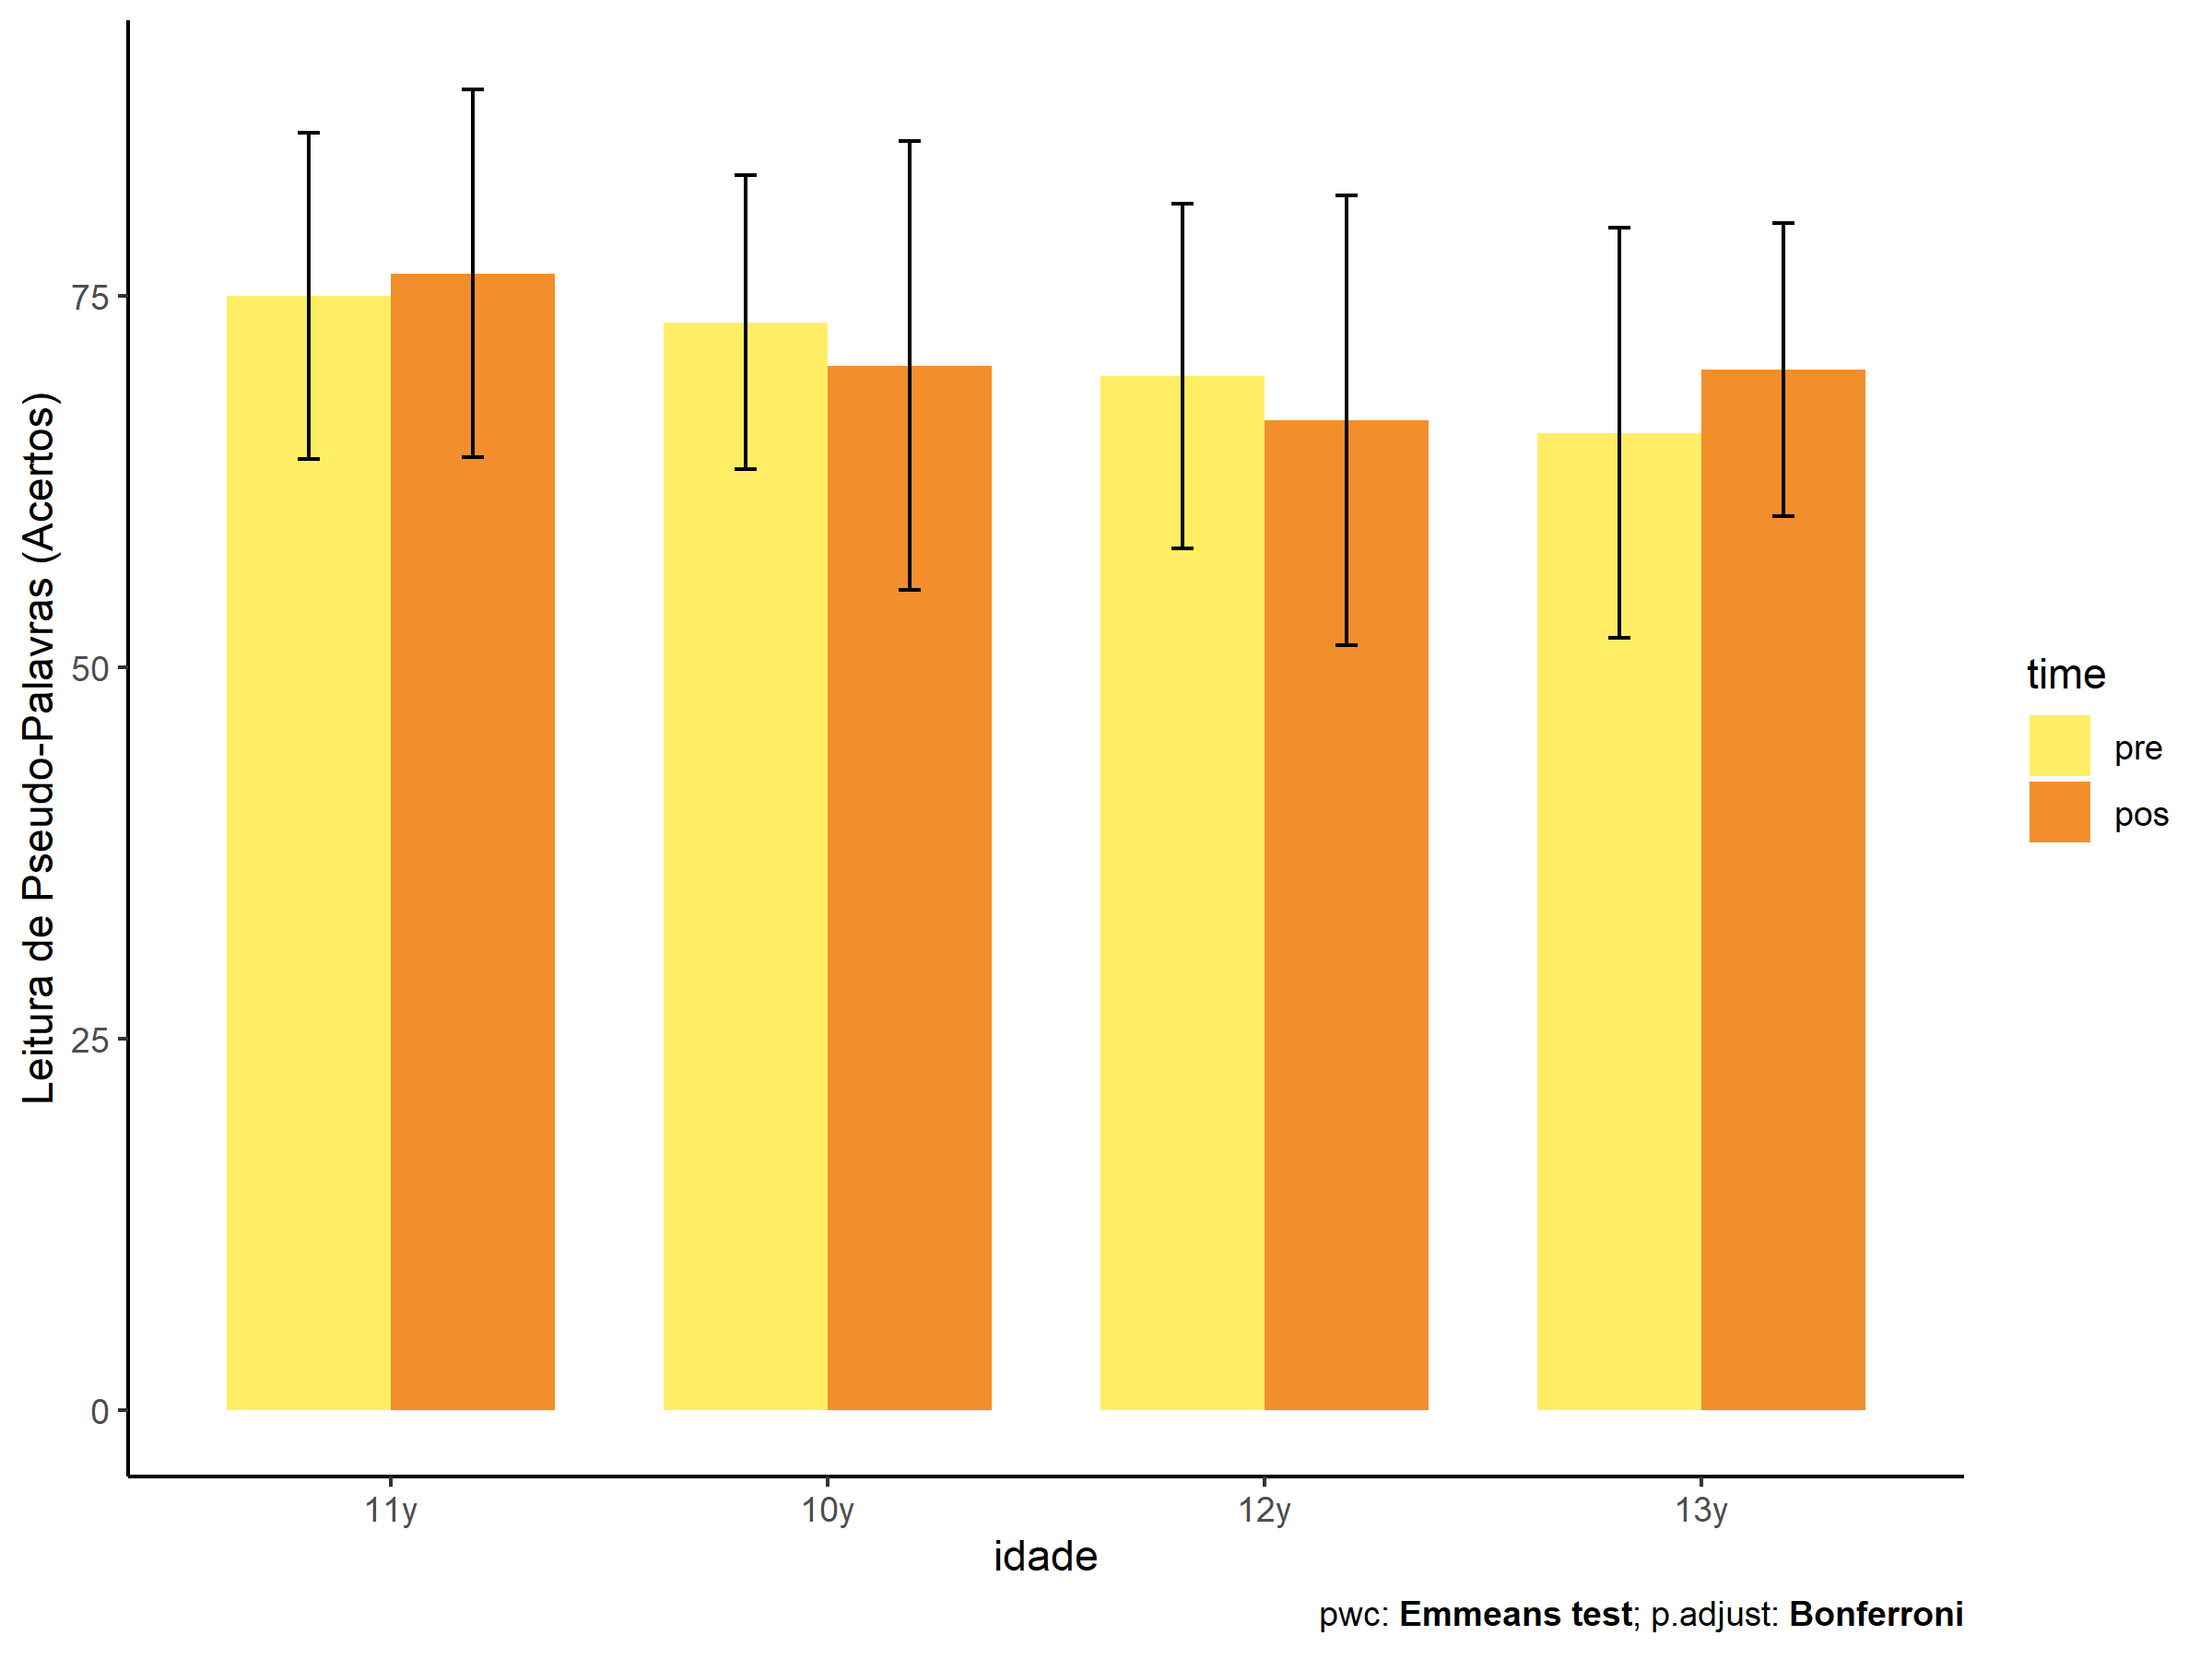 Leitura de Pseudo-Palavras (Acertos)
75
50
25
0
11y
10y
12y
13y
idade
time
pre
pos
pwc: Emmeans test; p.adjust: Bonferroni